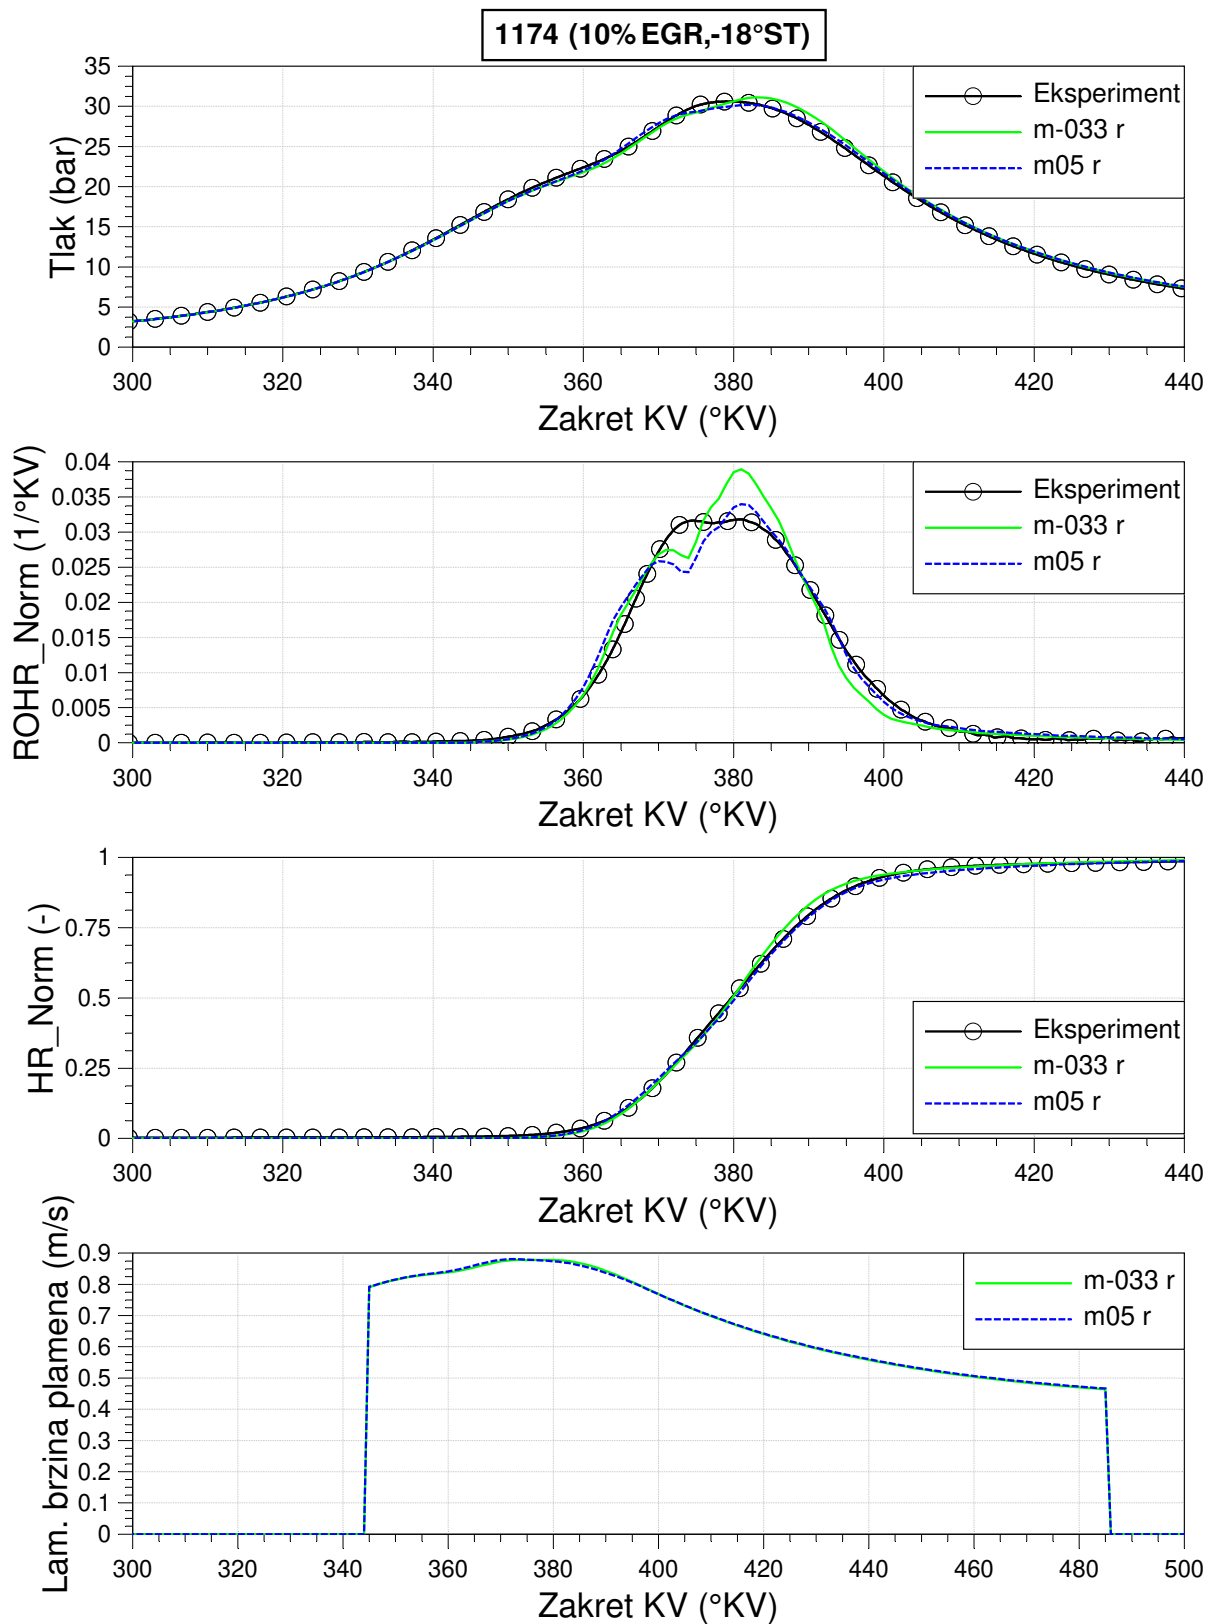 1174 (10% EGR,-18°ST)
Tlak (bar)
35
30
25
20
15
10
5
0
Eksperiment
m-033 r
m05 r
300 320 340 360 380 400 420 440
Zakret KV (°KV)
ROHR_Norm (1/°KV)
0.04
0.035
0.03
0.025
0.02
0.015
0.01
0.005
0
Eksperiment
m-033 r
m05 r
300 320 340 360 380 400 420 440
Zakret KV (°KV)
HR_Norm (-)
1
0.75
0.5
0.25
0
Eksperiment
m-033 r
m05 r
300 320 340 360 380 400 420 440
Zakret KV (°KV)
Lam. brzina plamena (m/s)
0.9
0.8
0.7
0.6
0.5
0.4
0.3
0.2
0.1
0
m-033 r
m05 r
300 320 340 360 380 400 420 440 460 480 500
Zakret KV (°KV)